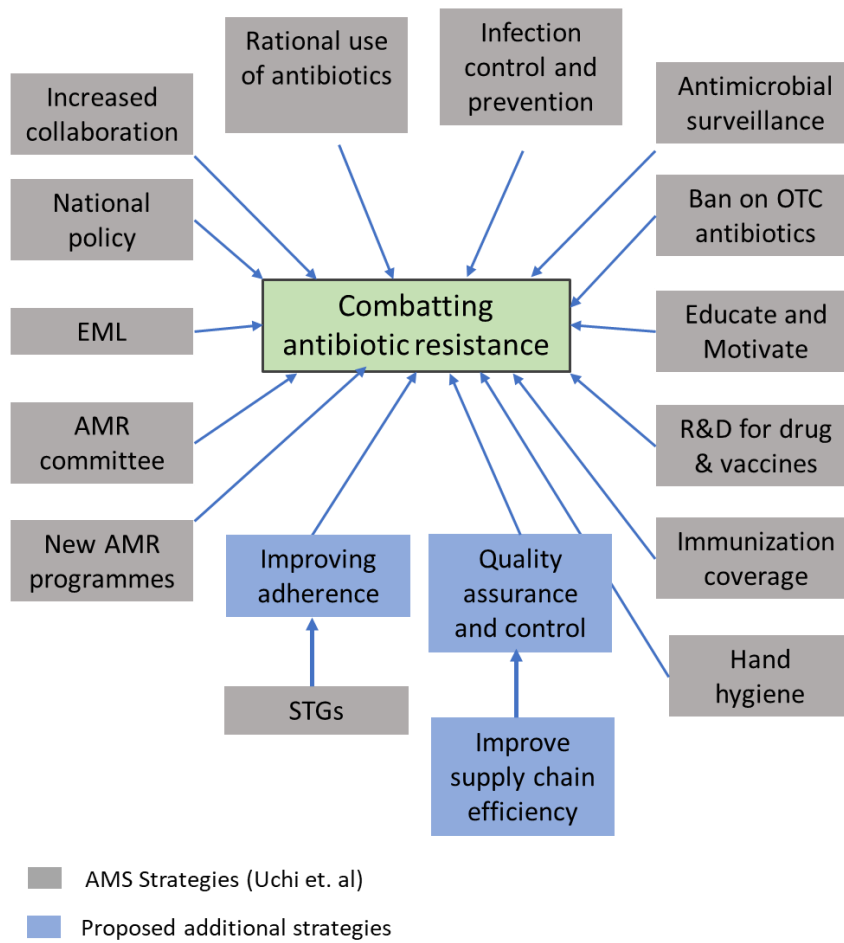 Rational use
of antibiotics
Infection
control and
prevention
Increased
collaboration
Antimicrobial
surveillance
National
policy
Ban on OTC
antibiotics
Combatting
antibiotic resistance
EML
Educate and
Motivate
AMR
committee
R&D for drug
& vaccines
New AMR
programmes
Improving
adherence
Quality
assurance
and control
Immunization
coverage
Hand
hygiene
STGs
Improve
supply chain
efficiency
AMS Strategies (Uchi et. al)
Proposed additional strategies